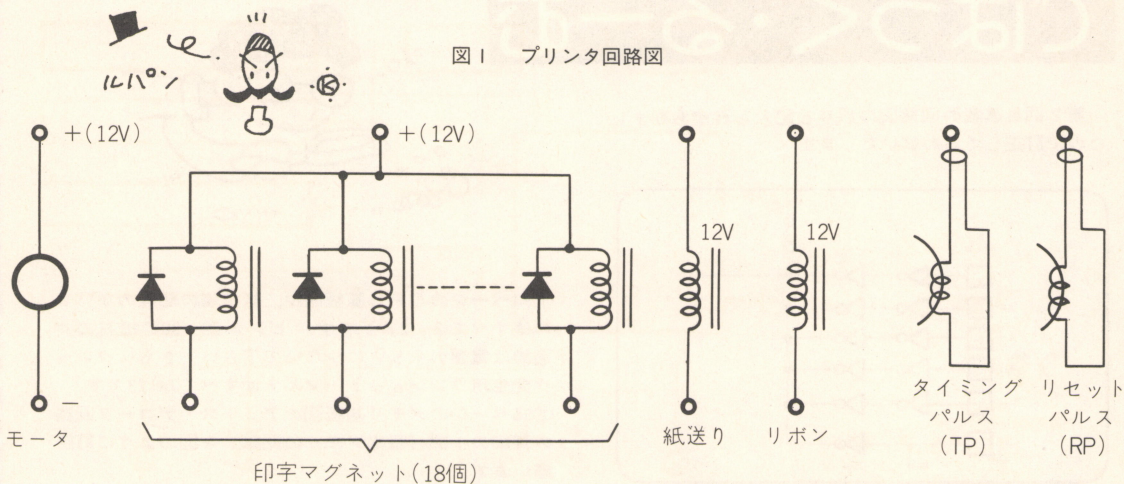 図1 プリンタ回路図
ルパン
K
+(12V)
+(12V)
12V
12V
−
モータ
印字マグネット(18個)
紙送り
リボン
タイミング
パルス
(TP)
リセット
パルス
(RP)